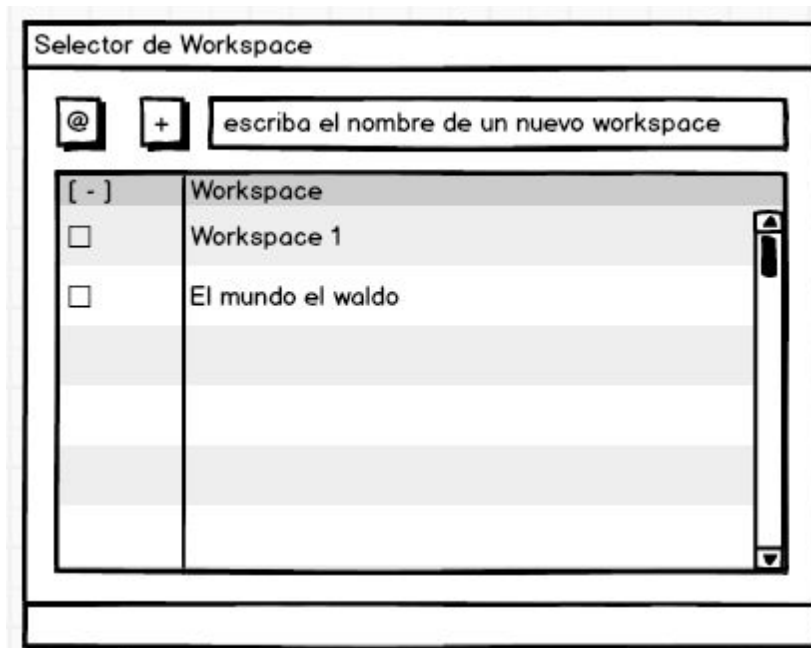 Selector de Workspace
@ + escriba el nombre de un nuevo workspace
[ - ] Workspace
Workspace 1
El mundo el waldo